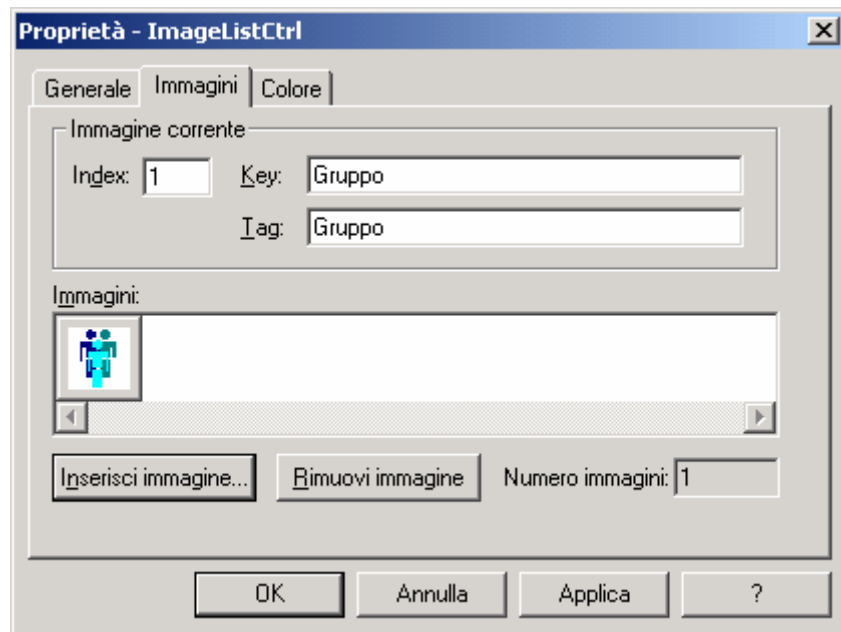 Proprietà - ImageListCtrl
Generale Immagini Colore
Immagine corrente
Index: 1 Key: Gruppo
Tag: Gruppo
Immagini:
Inserisci immagine... Rimuovi immagine Numero immagini: 1
OK Annulla Applica ?